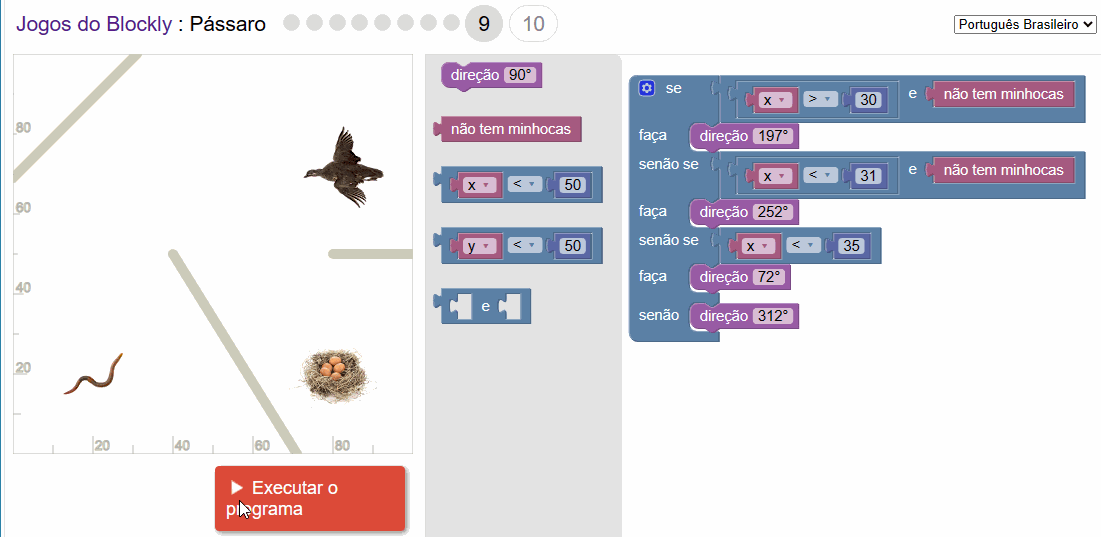 Jogos do Blockly : Pássaro
9
10
Português Brasileiro
80
60
40
20
20
40
60
80
Executar o
programa
direção 90°
não tem minhocas
x < 50
y < 50
e
se x > 30 e não tem minhocas
faça direção 197°
senão se x < 31 e não tem minhocas
faça direção 252°
senão se x < 35
faça direção 72°
senão direção 312°